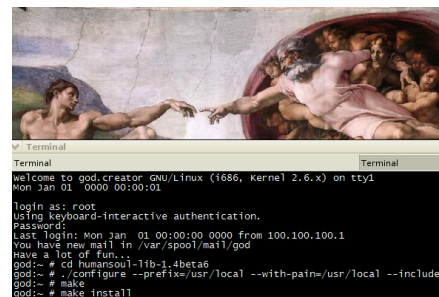 Terminal
Terminal Terminal
Welcome to god.creator GNU/Linux (i686, Kernel 2.6.x) on tty1
Mon Jan 01  0000 00:00:01
login as: root
Using keyboard-interactive authentication.
Password:
Last login: Mon Jan  01 00:00:00 0000 from 100.100.100.1
You have new mail in /var/spool/mail/god
Have a lot of fun...
god:~ # cd humansoul-lib-1.4beta6
god:~ # ./configure --prefix=/usr/local --with-pain=/usr/local --include
god:~ # make
god:~ # make install